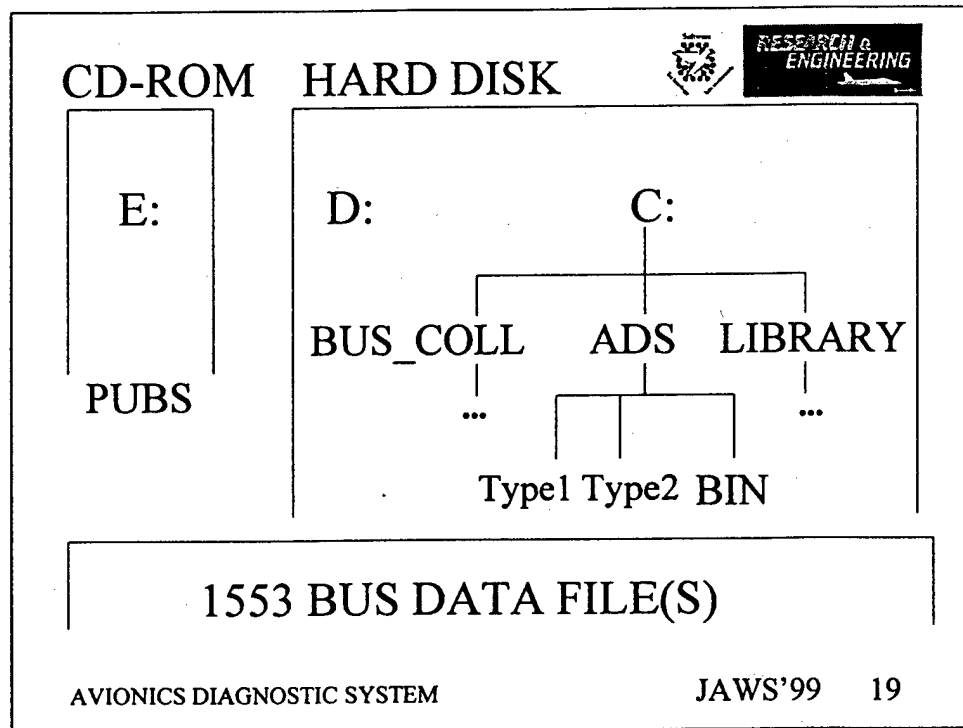 Software
RESEARCH &
ENGINEERING
CD-ROM HARD DISK
E: D: C:
BUS_COLL ADS LIBRARY
PUBS ... ...
Type1 Type2 BIN
1553 BUS DATA FILE(S)
AVIONICS DIAGNOSTIC SYSTEM JAWS'99 19